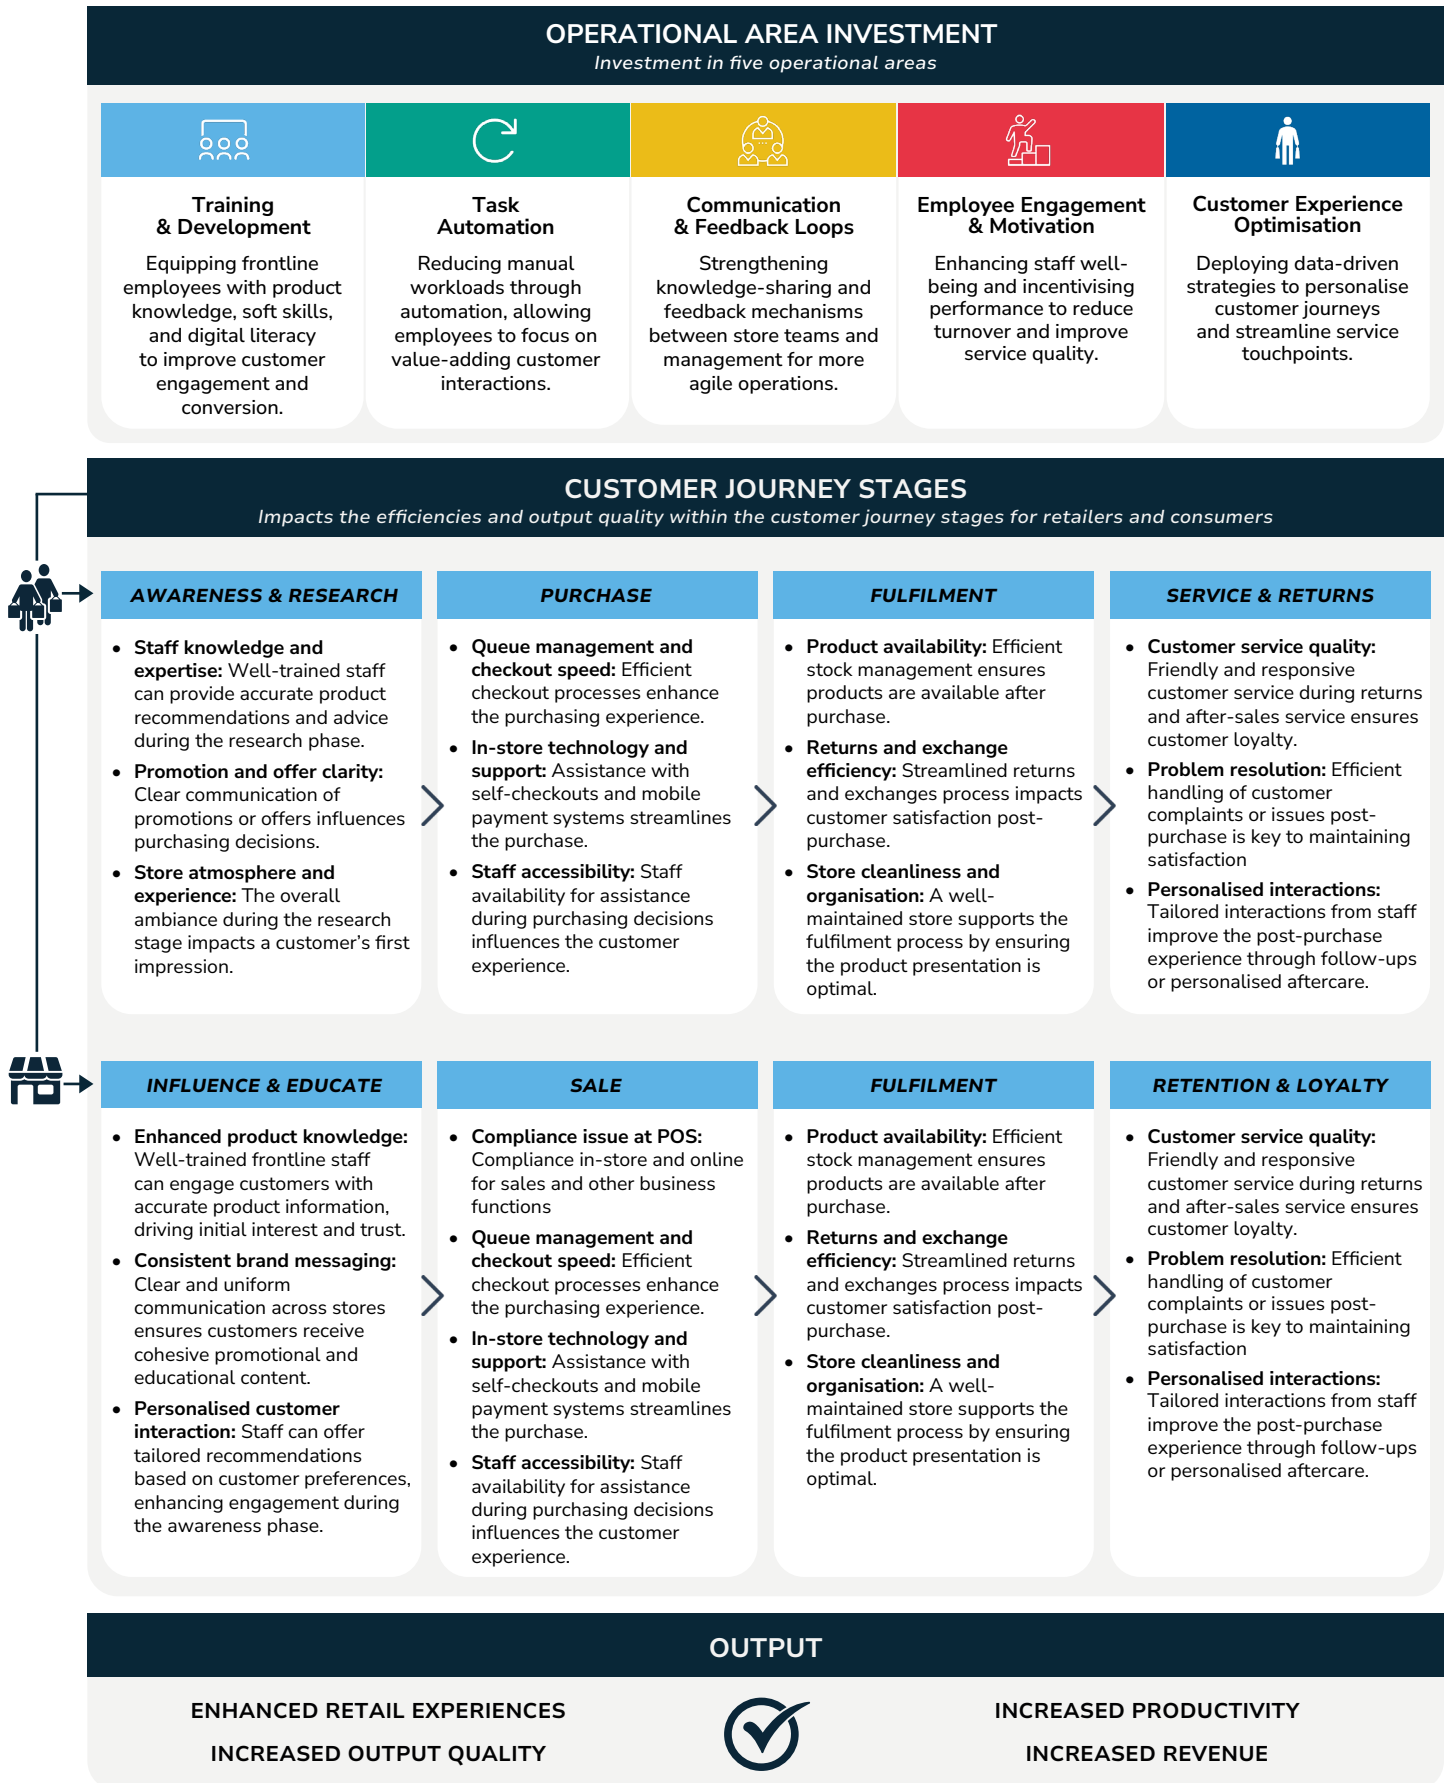 OPERATIONAL AREA INVESTMENT
Investment in five operational areas
Training
& Development
Equipping frontline
employees with product
knowledge, soft skills,
and digital literacy
to improve customer
engagement and
conversion.
Task
Automation
Reducing manual
workloads through
automation, allowing
employees to focus on
value-adding customer
interactions.
Communication
& Feedback Loops
Strengthening
knowledge-sharing and
feedback mechanisms
between store teams and
management for more
agile operations.
Employee Engagement
& Motivation
Enhancing staff well-
being and incentivising
performance to reduce
turnover and improve
service quality.
Customer Experience
Optimisation
Deploying data-driven
strategies to personalise
customer journeys
and streamline service
touchpoints.
CUSTOMER JOURNEY STAGES
Impacts the efficiencies and output quality within the customer journey stages for retailers and consumers
AWARENESS & RESEARCH
• Staff knowledge and
expertise: Well-trained staff
can provide accurate product
recommendations and advice
during the research phase.
• Promotion and offer clarity:
Clear communication of
promotions or offers influences
purchasing decisions.
• Store atmosphere and
experience: The overall
ambiance during the research
stage impacts a customer's first
impression.
PURCHASE
• Queue management and
checkout speed: Efficient
checkout processes enhance
the purchasing experience.
• In-store technology and
support: Assistance with
self-checkouts and mobile
payment systems streamlines
the purchase.
• Staff accessibility: Staff
availability for assistance
during purchasing decisions
influences the customer
experience.
FULFILMENT
• Product availability: Efficient
stock management ensures
products are available after
purchase.
• Returns and exchange
efficiency: Streamlined returns
and exchanges process impacts
customer satisfaction post-
purchase.
• Store cleanliness and
organisation: A well-
maintained store supports the
fulfilment process by ensuring
the product presentation is
optimal.
SERVICE & RETURNS
• Customer service quality:
Friendly and responsive
customer service during returns
and after-sales service ensures
customer loyalty.
• Problem resolution: Efficient
handling of customer
complaints or issues post-
purchase is key to maintaining
satisfaction
• Personalised interactions:
Tailored interactions from staff
improve the post-purchase
experience through follow-ups
or personalised aftercare.
INFLUENCE & EDUCATE
• Enhanced product knowledge:
Well-trained frontline staff
can engage customers with
accurate product information,
driving initial interest and trust.
• Consistent brand messaging:
Clear and uniform
communication across stores
ensures customers receive
cohesive promotional and
educational content.
• Personalised customer
interaction: Staff can offer
tailored recommendations
based on customer preferences,
enhancing engagement during
the awareness phase.
SALE
• Compliance issue at POS:
Compliance in-store and online
for sales and other business
functions
• Queue management and
checkout speed: Efficient
checkout processes enhance
the purchasing experience.
• In-store technology and
support: Assistance with
self-checkouts and mobile
payment systems streamlines
the purchase.
• Staff accessibility: Staff
availability for assistance
during purchasing decisions
influences the customer
experience.
FULFILMENT
• Product availability: Efficient
stock management ensures
products are available after
purchase.
• Returns and exchange
efficiency: Streamlined returns
and exchanges process impacts
customer satisfaction post-
purchase.
• Store cleanliness and
organisation: A well-
maintained store supports the
fulfilment process by ensuring
the product presentation is
optimal.
RETENTION & LOYALTY
• Customer service quality:
Friendly and responsive
customer service during returns
and after-sales service ensures
customer loyalty.
• Problem resolution: Efficient
handling of customer
complaints or issues post-
purchase is key to maintaining
satisfaction
• Personalised interactions:
Tailored interactions from staff
improve the post-purchase
experience through follow-ups
or personalised aftercare.
OUTPUT
ENHANCED RETAIL EXPERIENCES
INCREASED OUTPUT QUALITY
INCREASED PRODUCTIVITY
INCREASED REVENUE